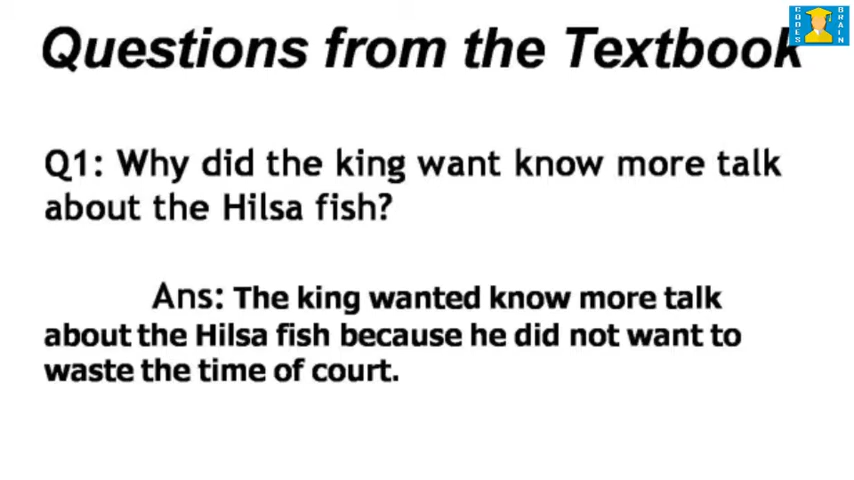 Questions from the Textbook
CODES BRAIN
Q1: Why did the king want know more talk
about the Hilsa fish?
Ans: The king wanted know more talk
about the Hilsa fish because he did not want to
waste the time of court.